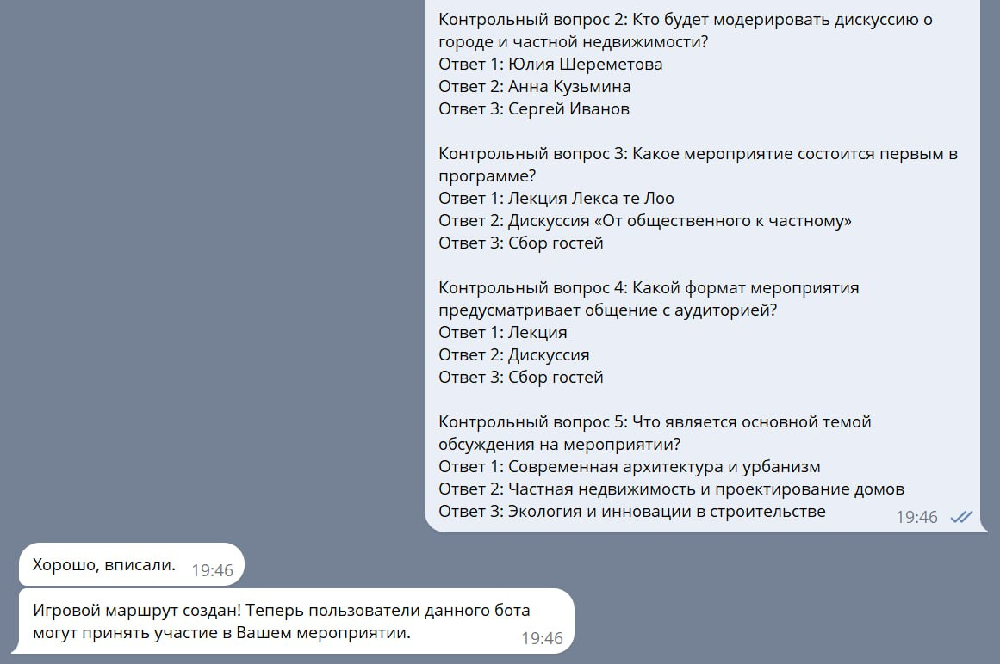 Контрольный вопрос 2: Кто будет модерировать дискуссию о
городе и частной недвижимости?
Ответ 1: Юлия Шереметова
Ответ 2: Анна Кузьмина
Ответ 3: Сергей Иванов
Контрольный вопрос 3: Какое мероприятие состоится первым в
программе?
Ответ 1: Лекция Лекса те Лоо
Ответ 2: Дискуссия «От общественного к частному»
Ответ 3: Сбор гостей
Контрольный вопрос 4: Какой формат мероприятия
предусматривает общение с аудиторией?
Ответ 1: Лекция
Ответ 2: Дискуссия
Ответ 3: Сбор гостей
Контрольный вопрос 5: Что является основной темой
обсуждения на мероприятии?
Ответ 1: Современная архитектура и урбанизм
Ответ 2: Частная недвижимость и проектирование домов
Ответ 3: Экология и инновации в строительстве
19:46
Хорошо, вписали.
19:46
Игровой маршрут создан! Теперь пользователи данного бота
могут принять участие в Вашем мероприятии.
19:46